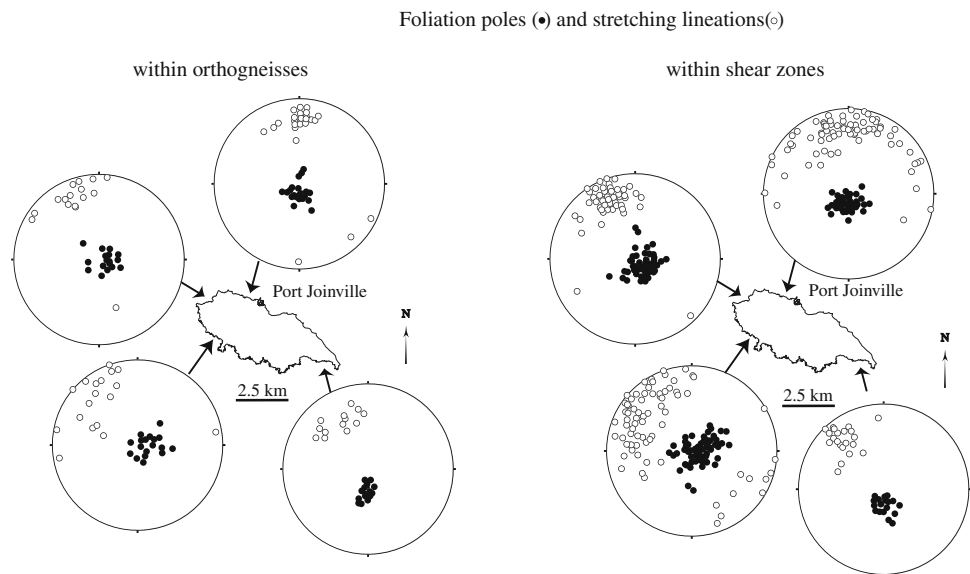 Foliation poles (•) and stretching lineations(○)
within orthogneisses
within shear zones
Port Joinville
N
2.5 km
Port Joinville
N
2.5 km